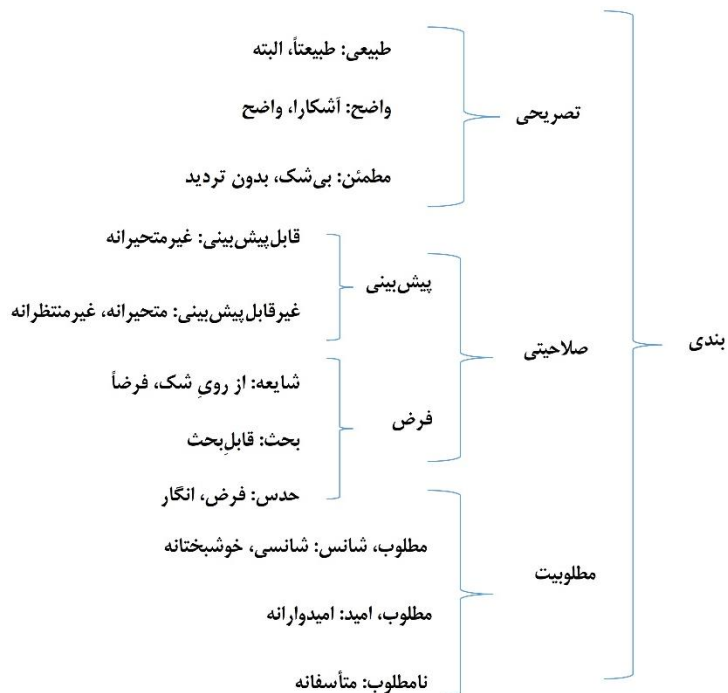 طبیعی: طبیعتاً، البته
واضح: آشکارا، واضح
تصریحی
مطمئن: بی‌شک، بدون تردید
قابل‌پیش‌بینی: غیرمتحیرانه
پیش‌بینی
غیرقابل‌پیش‌بینی: متحیرانه، غیرمنتظرانه
بندی
صلاحیتی
شایعه: از رویِ شک، فرضاً
فرض
بحث: قابلِ‌بحث
حدس: فرض، انگار
مطلوب، شانس: شانسی، خوشبختانه
مطلوبیت
مطلوب، امید: امیدوارانه
نامطلوب: متأسفانه